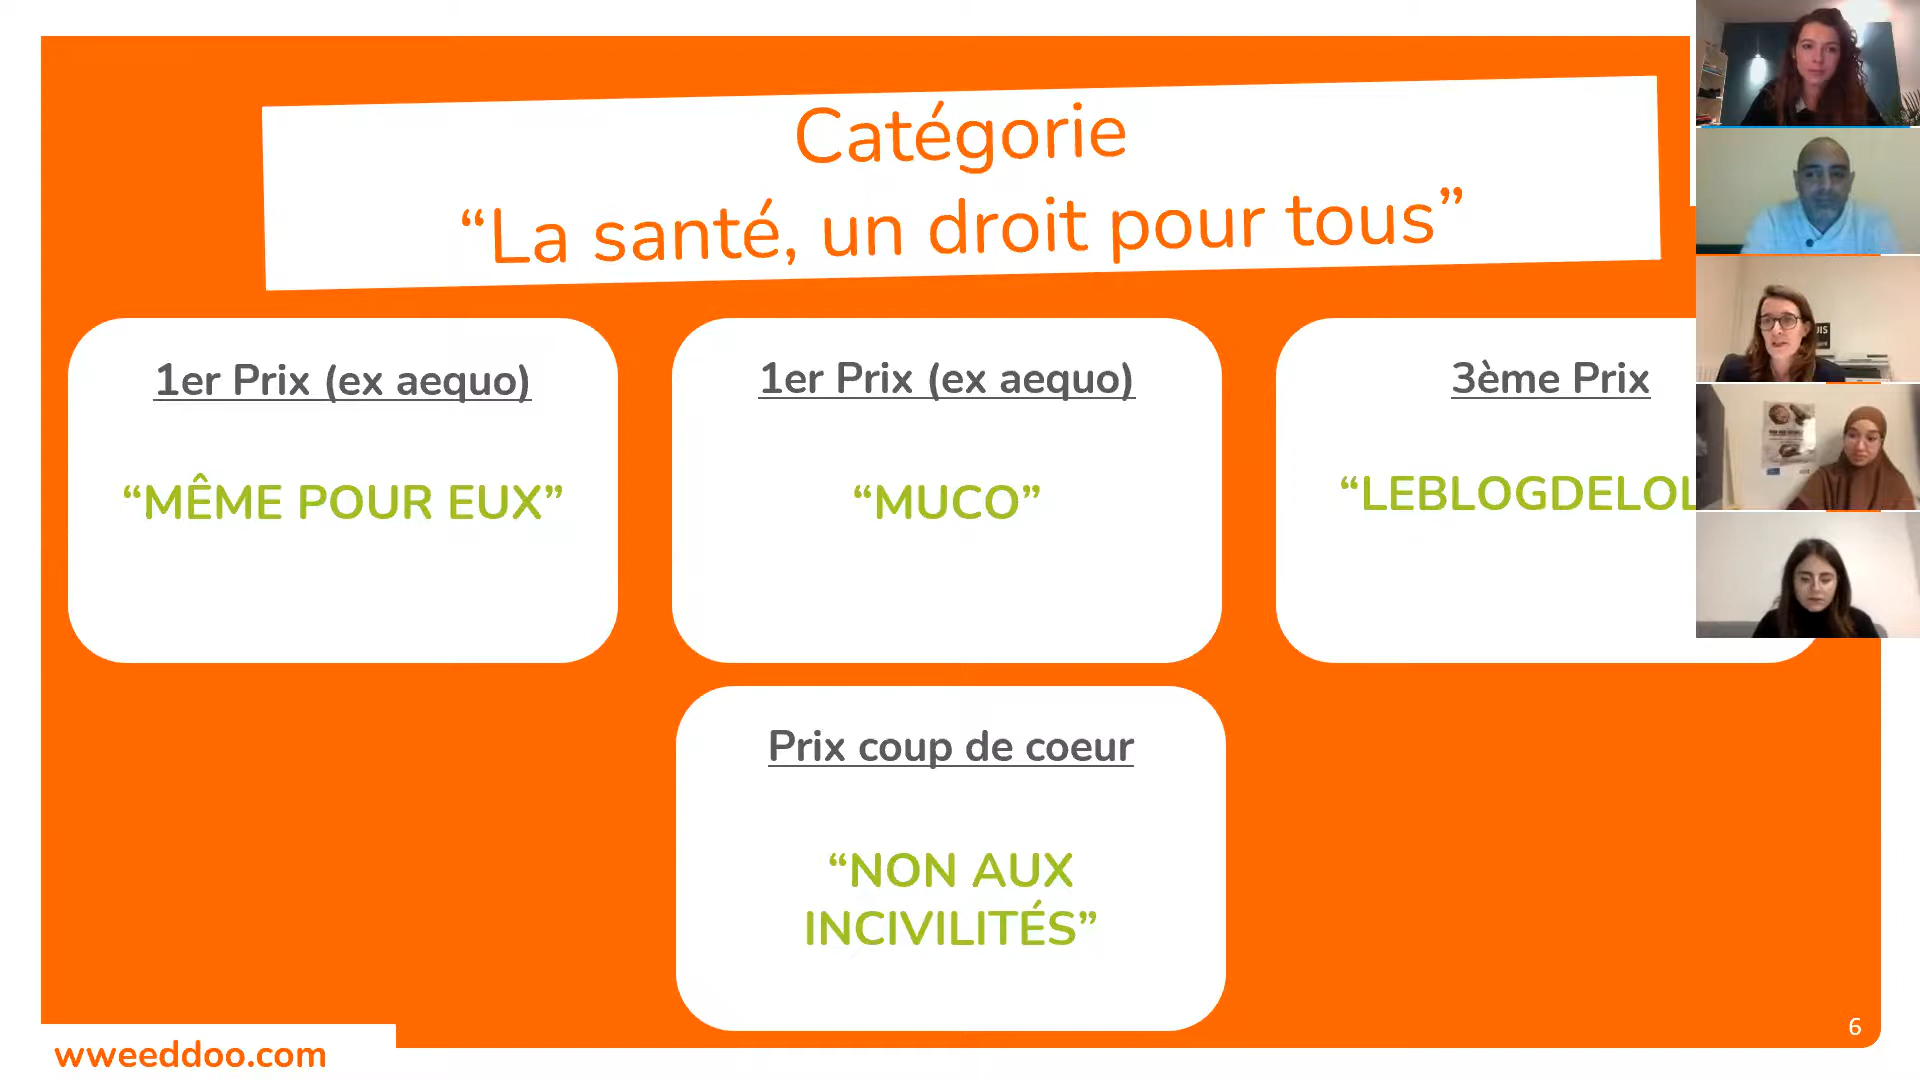 Catégorie
“La santé, un droit pour tous”
1er Prix (ex aequo)
“MÊME POUR EUX”
1er Prix (ex aequo)
“MUCO”
3ème Prix
Prix coup de coeur
“NON AUX
INCIVILITÉS”
6
wweeddoo.com